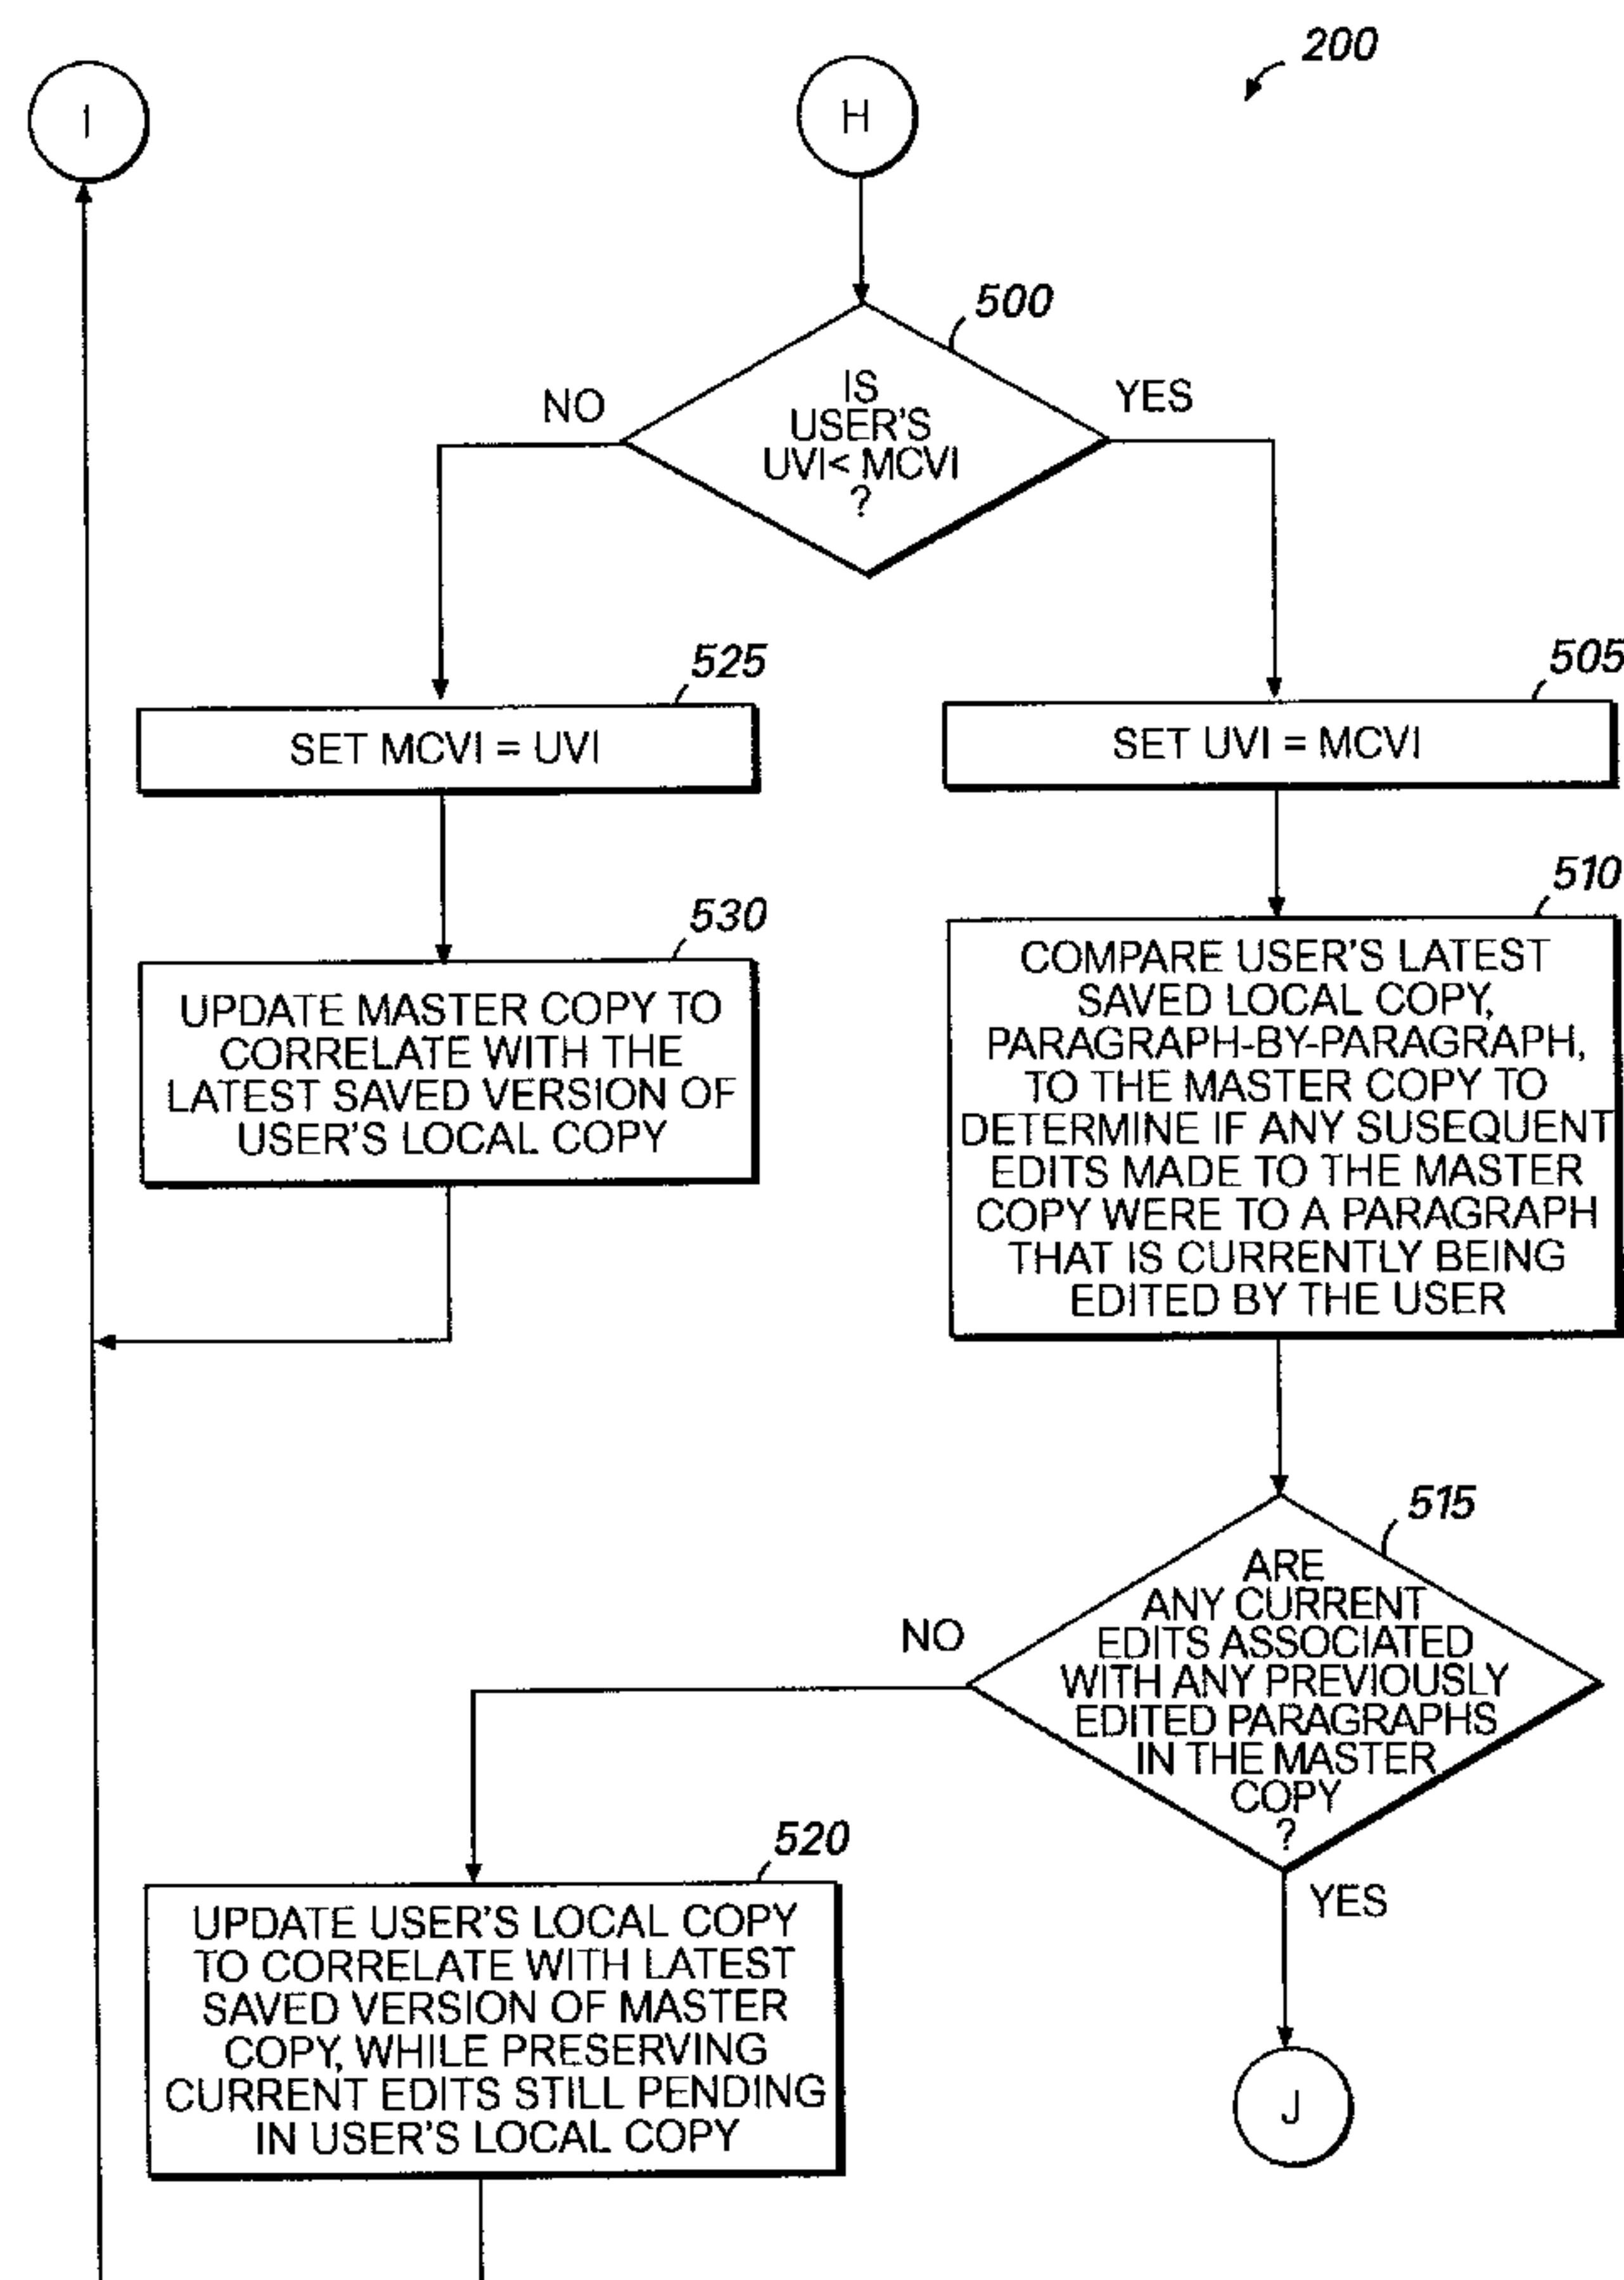 200
I
H
500
IS
USER'S
UVI< MCVI
?
NO
YES
525
SET MCVI = UVI
505
SET UVI = MCVI
530
UPDATE MASTER COPY TO
CORRELATE WITH THE
LATEST SAVED VERSION OF
USER'S LOCAL COPY
510
COMPARE USER'S LATEST
SAVED LOCAL COPY,
PARAGRAPH-BY-PARAGRAPH,
TO THE MASTER COPY TO
DETERMINE IF ANY SUSEQUENT
EDITS MADE TO THE MASTER
COPY WERE TO A PARAGRAPH
THAT IS CURRENTLY BEING
EDITED BY THE USER
515
ARE
ANY CURRENT
EDITS ASSOCIATED
WITH ANY PREVIOUSLY
EDITED PARAGRAPHS
IN THE MASTER
COPY
?
NO
YES
520
UPDATE USER'S LOCAL COPY
TO CORRELATE WITH LATEST
SAVED VERSION OF MASTER
COPY, WHILE PRESERVING
CURRENT EDITS STILL PENDING
IN USER'S LOCAL COPY
J